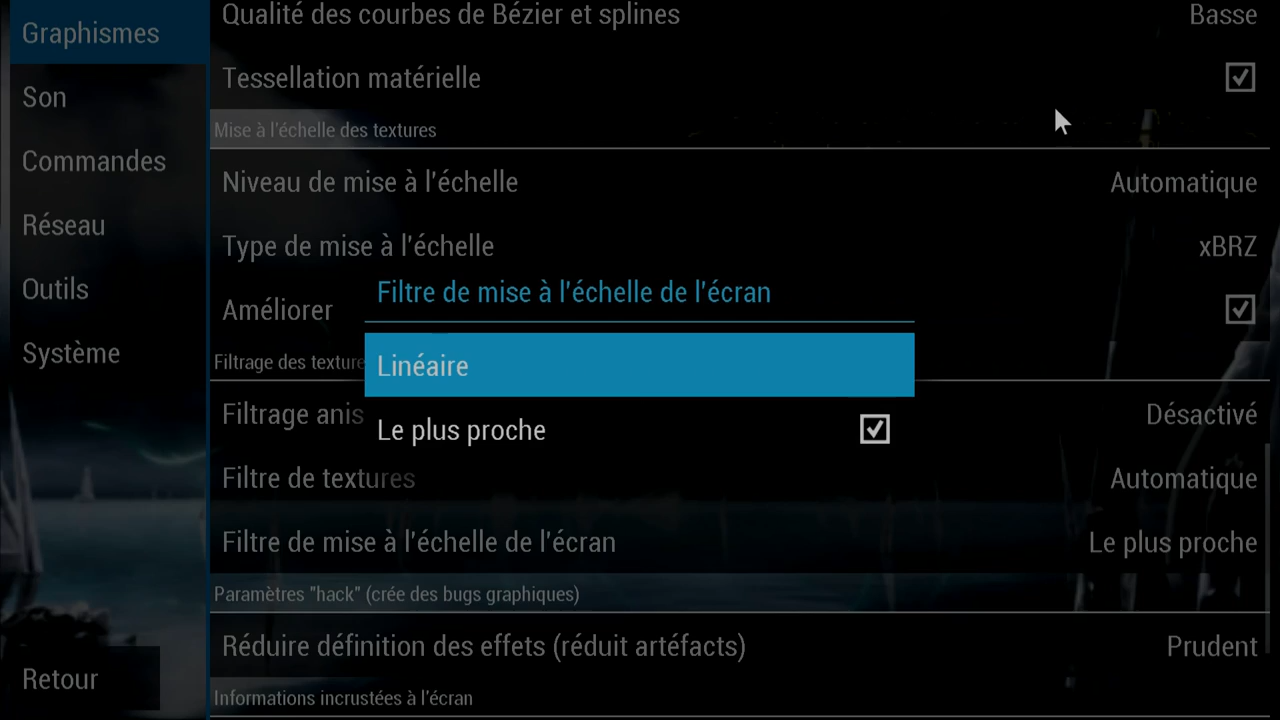 Graphismes
Son
Commandes
Réseau
Outils
Système
Retour
Qualité des courbes de Bézier et splines Basse
Tessellation matérielle
Mise à l'échelle des textures
Niveau de mise à l'échelle Automatique
Type de mise à l'échelle xBRZ
Améliorer
Filtrage des texture
Filtrage anis Désactivé
Filtre de textures Automatique
Filtre de mise à l'échelle de l'écran Le plus proche
Paramètres "hack" (crée des bugs graphiques)
Réduire définition des effets (réduit artéfacts) Prudent
Informations incrustées à l'écran
Filtre de mise à l'échelle de l'écran
Linéaire
Le plus proche